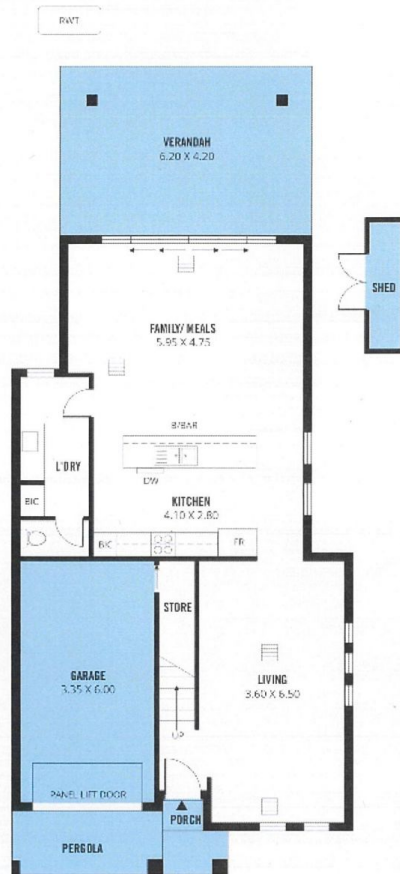 RWT
VERANDAH
6.20 X 4.20
SHED
FAMILY/ MEALS
5.95 X 4.75
B/BAR
L'DRY
DW
BIC
KITCHEN
4.10 X 2.80
BIC
FR
STORE
GARAGE
3.35 X 6.00
LIVING
3.60 X 6.50
UP
PANEL LIFT DOOR
PORCH
PERGOLA